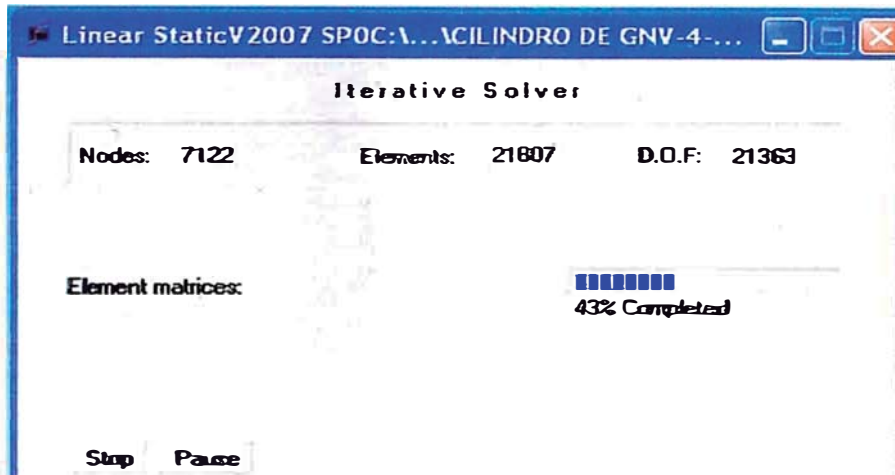 Linear StaticV2007 SP0C:\...\CILINDRO DE GNV-4-...
Iterative Solver
Nodes: 7122 Elements: 21807 D.O.F: 21363
Element matrices:
43% Completed
Stop Pause